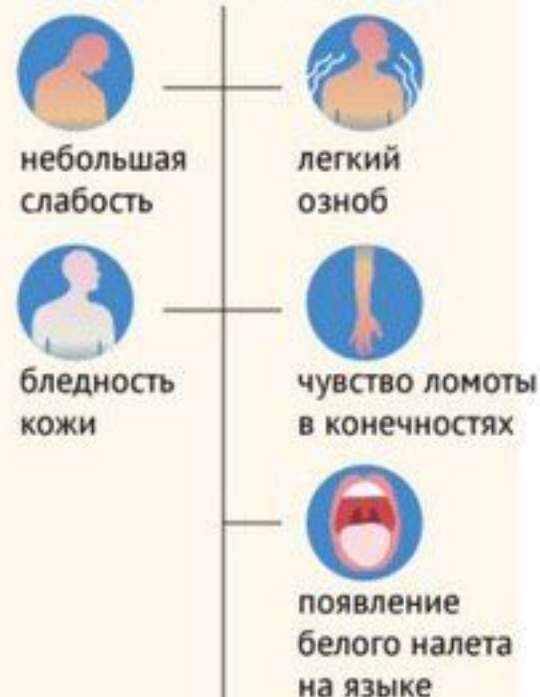 небольшая
слабость
легкий
озноб
бледность
кожи
чувство ломоты
в конечностях
появление
белого налета
на языке